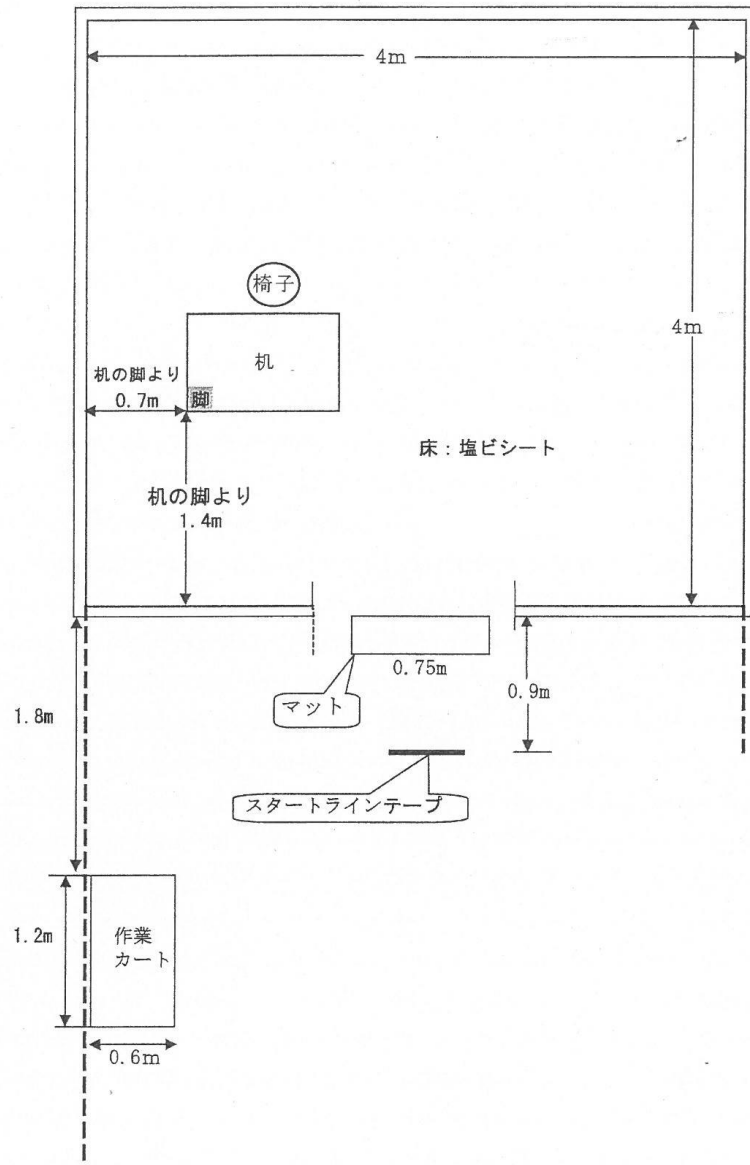 4m
椅子
4m
机
机の脚より
0.7m
脚
床：塩ビシート
机の脚より
1.4m
0.75m
0.9m
マット
1.8m
スタートラインテープ
1.2m
作業
カート
0.6m